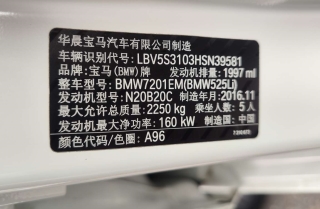 华晨宝马汽车有限公司制造
车辆识别代号: LBV5S3103HSN39581
品牌: 宝马(BMW)牌 发动机排量: 1997 ml
整车型号: BMW7201EM(BMW525Li)
发动机型号: N20B20C 制造年月: 2016.11
最大允许总质量: 2250 kg 乘坐人数: 5 人
发动机最大净功率: 160 kW 制造国: 中国
颜色代码/色圈: A96